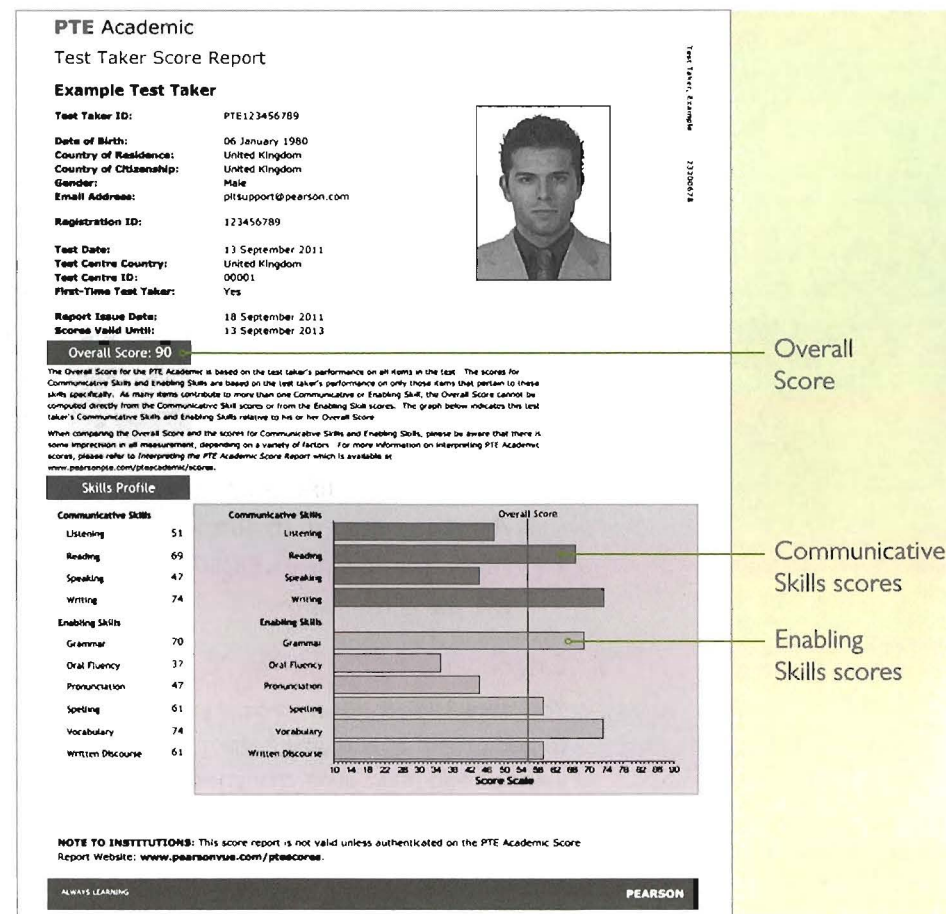 PTE Academic
Test Taker Score Report
Example Test Taker
Test Taker ID: PTE123456789
Date of Birth: 06 January 1980
Country of Residence: United Kingdom
Country of Citizenship: United Kingdom
Gender: Male
Email Address: pltsupport@pearson.com
Registration ID: 123456789
Test Date: 13 September 2011
Test Centre Country: United Kingdom
Test Centre ID: 00001
First-Time Test Taker: Yes
Report Issue Date: 18 September 2011
Scores Valid Until: 13 September 2013
Test Taker, Example 23200678
Overall Score: 90
Overall
Score
The Overall Score for the PTE Academic is based on the test taker's performance on all items in the test. The scores for
Communicative Skills and Enabling Skills are based on the test taker's performance on only those items that pertain to these
skills specifically. As many items contribute to more than one Communicative or Enabling Skill, the Overall Score cannot be
computed directly from the Communicative Skill scores or from the Enabling Skill scores. The graph below indicates this test
taker's Communicative Skills and Enabling Skills relative to his or her Overall Score.
When comparing the Overall Score and the scores for Communicative Skills and Enabling Skills, please be aware that there is
some imprecision in all measurement, depending on a variety of factors. For more information on interpreting PTE Academic
scores, please refer to Interpreting the PTE Academic Score Report which is available at
www.pearsonpte.com/pteacademic/scores.
Skills Profile
Communicative Skills
Listening 51
Reading 69
Speaking 47
Writing 74
Enabling Skills
Grammar 70
Oral Fluency 37
Pronunciation 47
Spelling 61
Vocabulary 74
Written Discourse 61
Communicative Skills
Overall Score
Listening
Reading
Speaking
Writing
Enabling Skills
Grammar
Oral Fluency
Pronunciation
Spelling
Vocabulary
Written Discourse
10 14 18 22 26 30 34 38 42 46 50 54 58 62 66 70 74 78 82 86 90
Score Scale
Communicative
Skills scores
Enabling
Skills scores
NOTE TO INSTITUTIONS: This score report is not valid unless authenticated on the PTE Academic Score
Report Website: www.pearsonvue.com/ptescores.
ALWAYS LEARNING
PEARSON